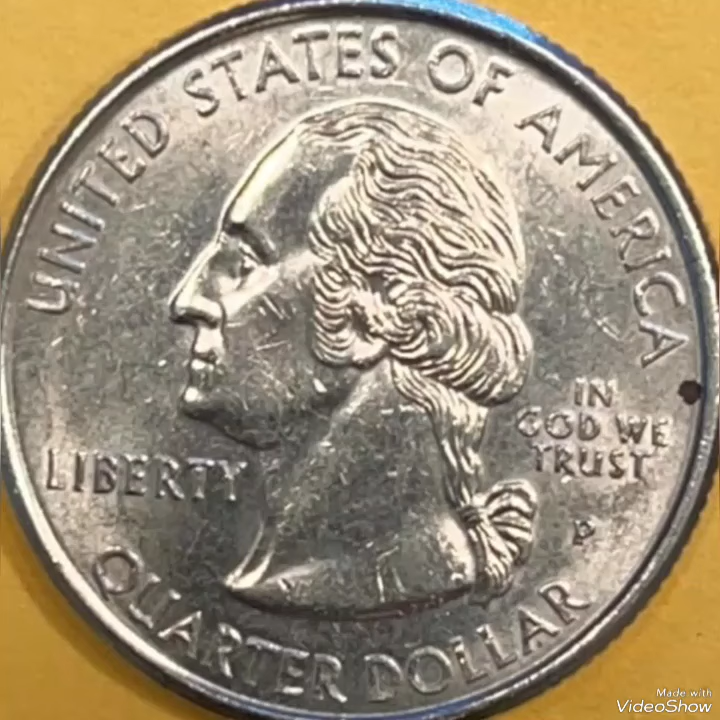 UNITED STATES OF AMERICA
LIBERTY
IN
GOD WE
TRUST
P
QUARTER DOLLAR
Made with
VideoShow